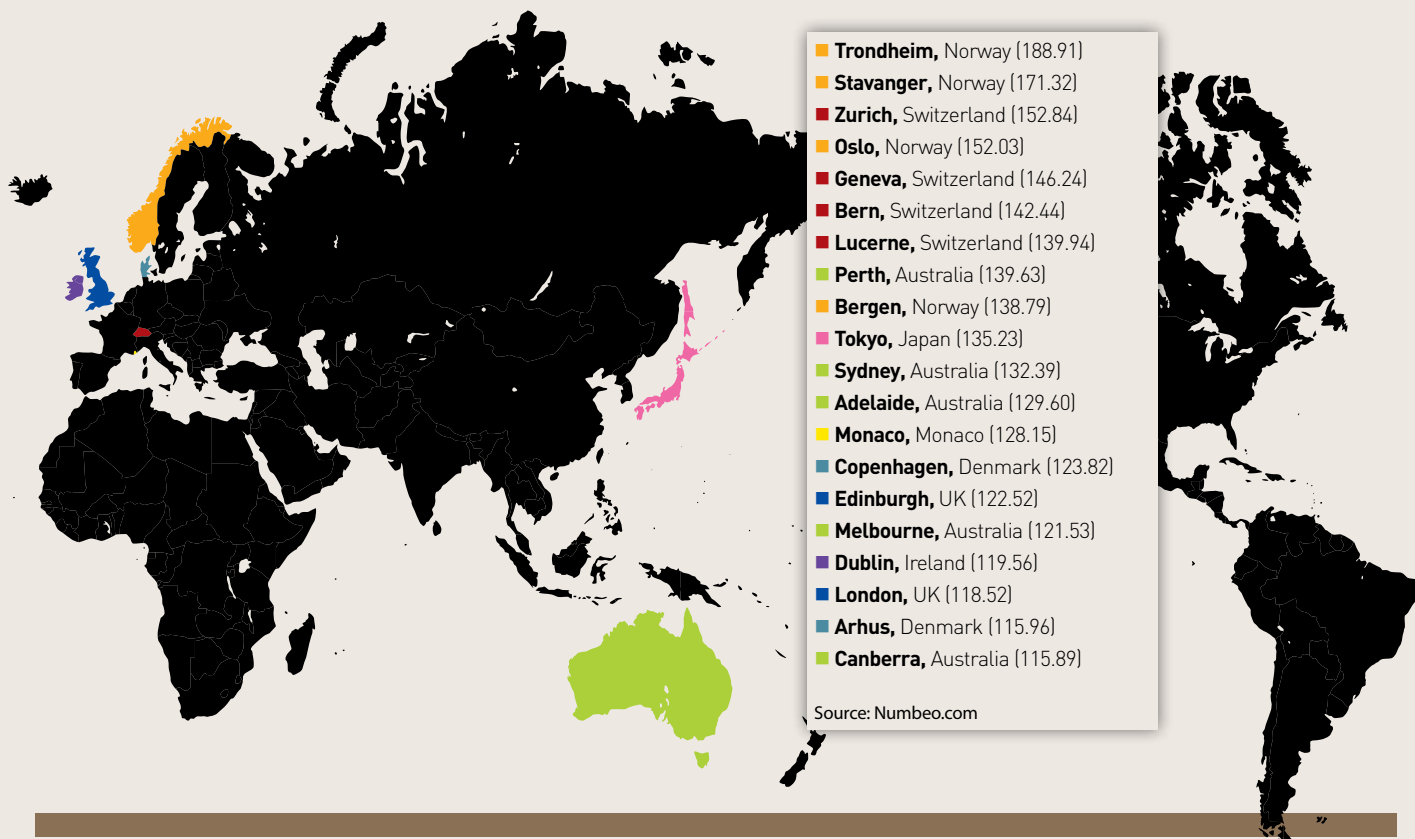 Trondheim, Norway (188.91)
Stavanger, Norway (171.32)
Zurich, Switzerland (152.84)
Oslo, Norway (152.03)
Geneva, Switzerland (146.24)
Bern, Switzerland (142.44)
Lucerne, Switzerland (139.94)
Perth, Australia (139.63)
Bergen, Norway (138.79)
Tokyo, Japan (135.23)
Sydney, Australia (132.39)
Adelaide, Australia (129.60)
Monaco, Monaco (128.15)
Copenhagen, Denmark (123.82)
Edinburgh, UK (122.52)
Melbourne, Australia (121.53)
Dublin, Ireland (119.56)
London, UK (118.52)
Arhus, Denmark (115.96)
Canberra, Australia (115.89)
Source: Numbeo.com